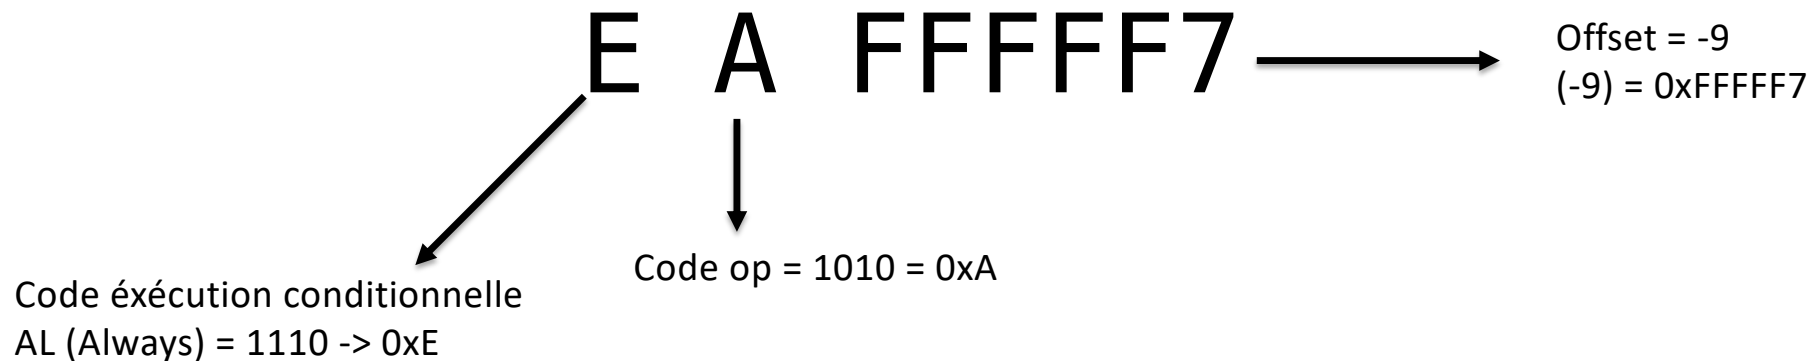 E A FFFFF7
Offset = -9
(-9) = 0xFFFFF7
Code op = 1010 = 0xA
Code éxécution conditionnelle
AL (Always) = 1110 -> 0xE